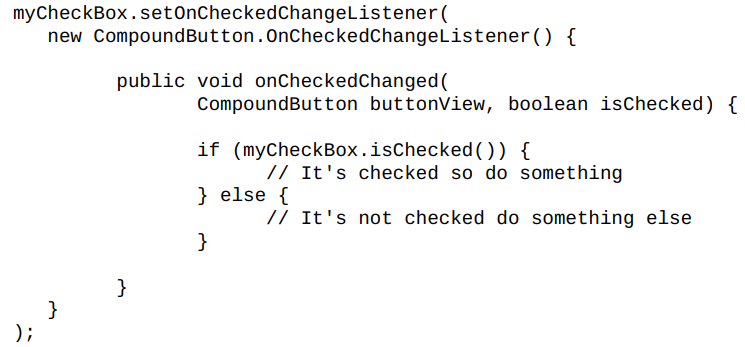 myCheckBox.setOnCheckedChangeListener(
   new CompoundButton.OnCheckedChangeListener() {
         public void onCheckedChanged(
                CompoundButton buttonView, boolean isChecked) {
                if (myCheckBox.isChecked()) {
                      // It's checked so do something
                } else {
                      // It's not checked do something else
                }
         }
   }
);